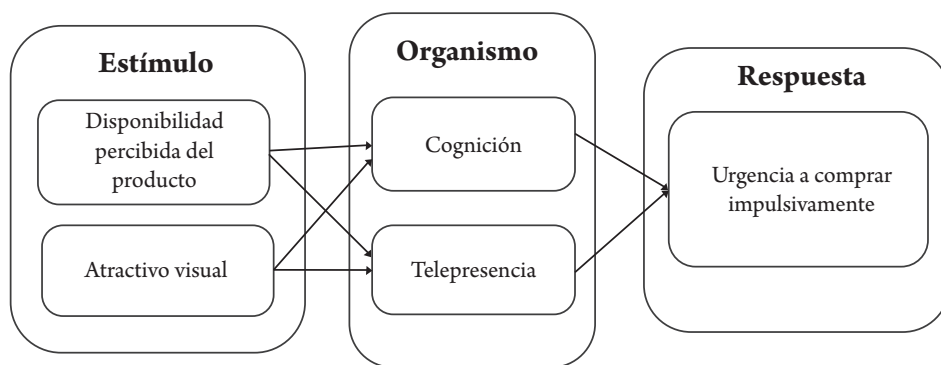 Estímulo
Disponibilidad
percibida del
producto
Atractivo visual
Organismo
Cognición
Telepresencia
Respuesta
Urgencia a comprar
impulsivamente